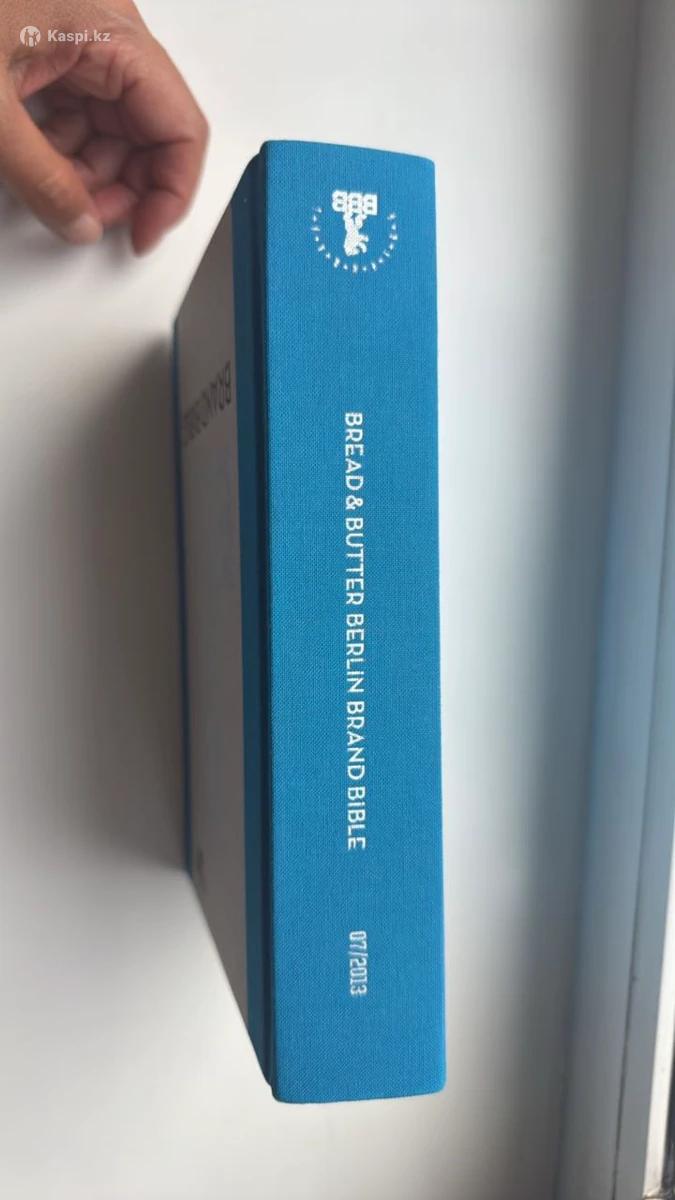 Kaspi.kz
BBB
BREAD & BUTTER BERLIN BRAND BIBLE
07/2013